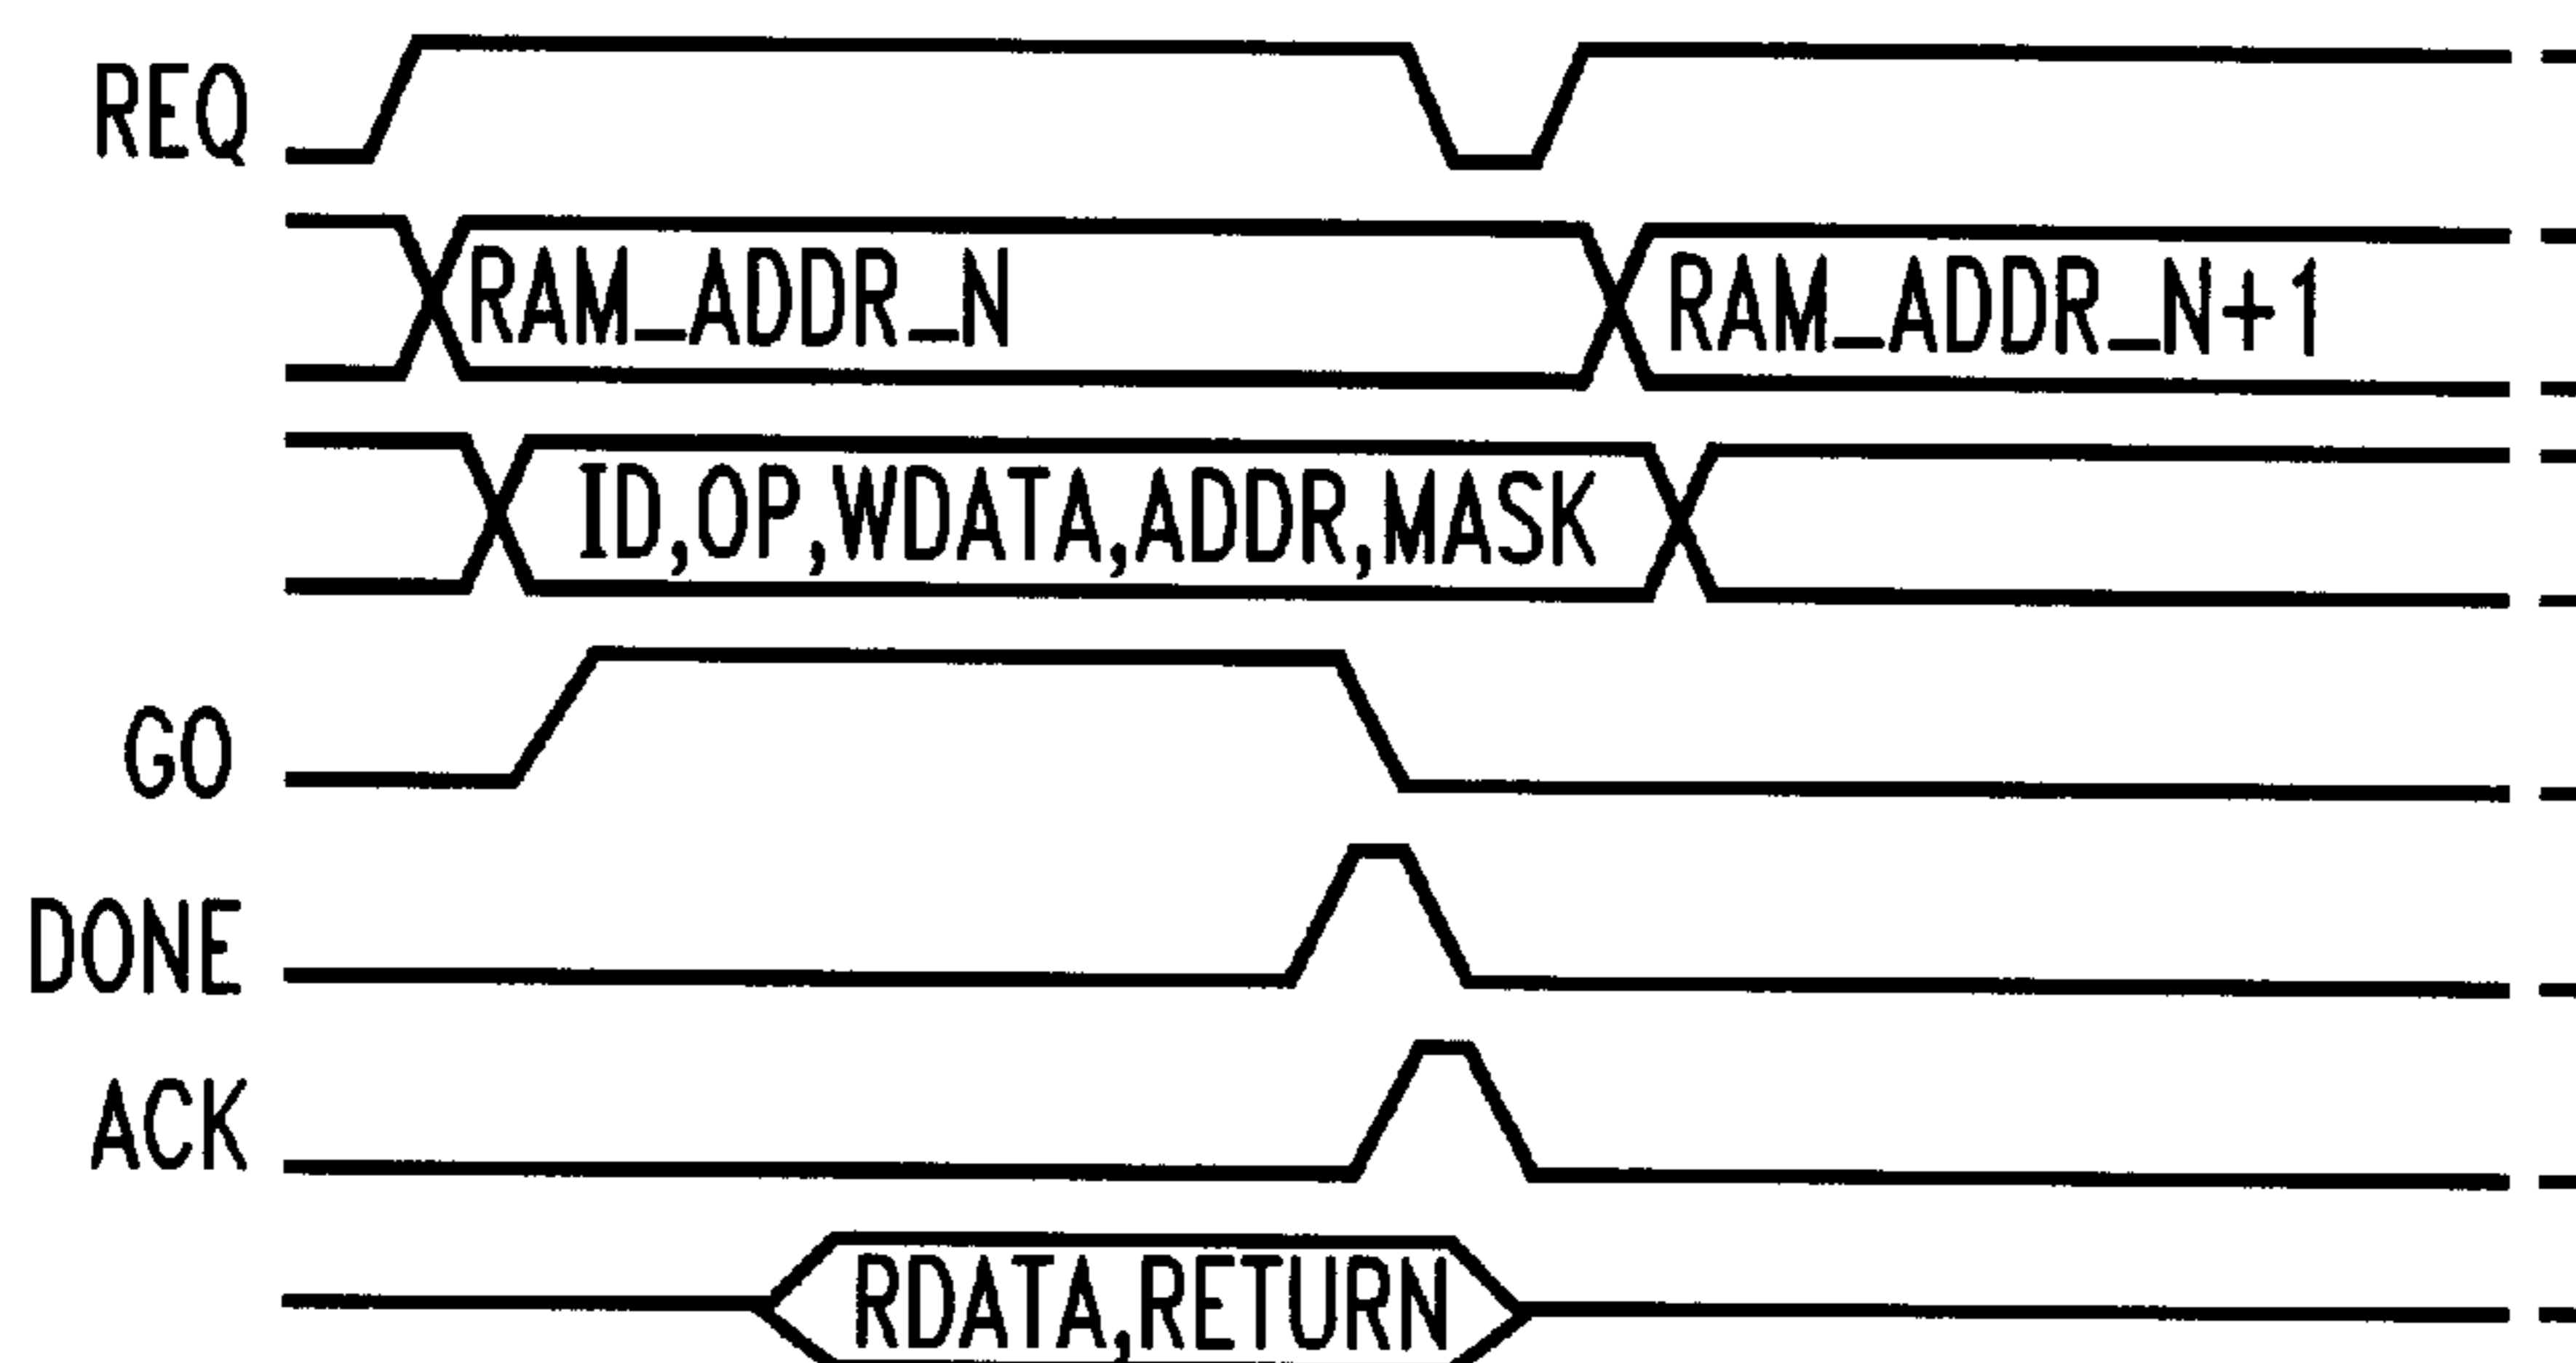 REQ
RAM_ADDR_N RAM_ADDR_N+1
ID,OP,WDATA,ADDR,MASK
GO
DONE
ACK
RDATA,RETURN